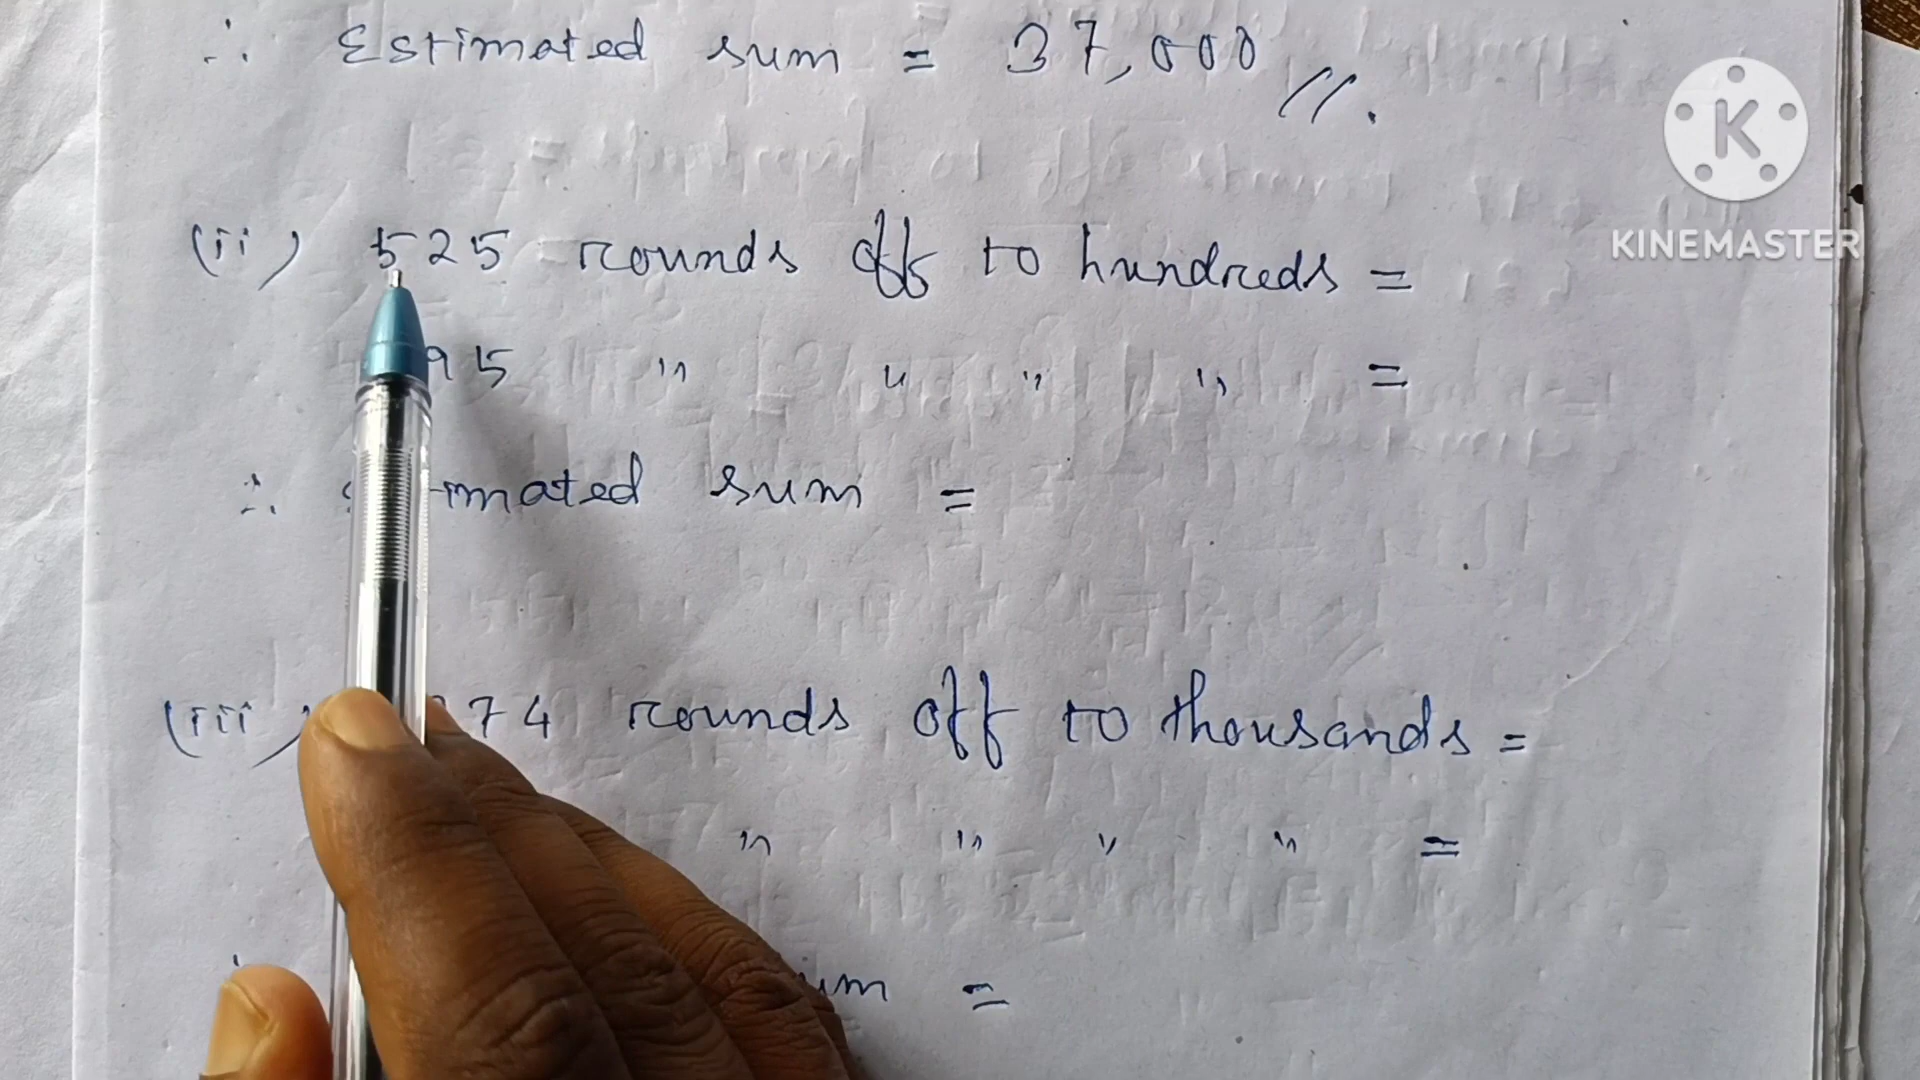 ∴ Estimated sum = 37,000 //.
K
KINEMASTER
(ii) 525 rounds off to hundreds =
95 " " " " =
∴ sum =
(iii) 74 rounds off to thousands =
" " " " =
=